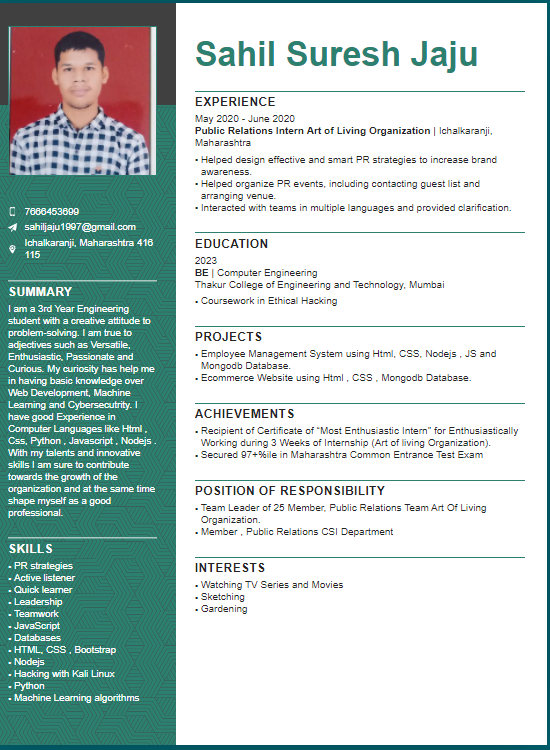 Sahil Suresh Jaju
7666453699
sahiljaju1997@gmail.com
Ichalkaranji, Maharashtra 416
115
SUMMARY
I am a 3rd Year Engineering
student with a creative attitude to
problem-solving. I am true to
adjectives such as Versatile,
Enthusiastic, Passionate and
Curious. My curiosity has help me
in having basic knowledge over
Web Development, Machine
Learning and Cybersecutrity. I
have good Experience in
Computer Languages like Html ,
Css, Python , Javascript , Nodejs .
With my talents and innovative
skills I am sure to contribute
towards the growth of the
organization and at the same time
shape myself as a good
professional.
SKILLS
- PR strategies
- Active listener
- Quick learner
- Leadership
- Teamwork
- JavaScript
- Databases
- HTML, CSS , Bootstrap
- Nodejs
- Hacking with Kali Linux
- Python
- Machine Learning algorithms
EXPERIENCE
May 2020 - June 2020
Public Relations Intern Art of Living Organization | Ichalkaranji,
Maharashtra
• Helped design effective and smart PR strategies to increase brand
awareness.
• Helped organize PR events, including contacting guest list and
arranging venue.
• Interacted with teams in multiple languages and provided clarification.
EDUCATION
2023
BE | Computer Engineering
Thakur College of Engineering and Technology, Mumbai
• Coursework in Ethical Hacking
PROJECTS
• Employee Management System using Html, CSS, Nodejs , JS and
Mongodb Database.
• Ecommerce Website using Html , CSS , Mongodb Database.
ACHIEVEMENTS
• Recipient of Certificate of “Most Enthusiastic Intern” for Enthusiastically
Working during 3 Weeks of Internship (Art of living Organization).
• Secured 97+%ile in Maharashtra Common Entrance Test Exam
POSITION OF RESPONSIBILITY
• Team Leader of 25 Member, Public Relations Team Art Of Living
Organization.
• Member , Public Relations CSI Department
INTERESTS
• Watching TV Series and Movies
• Sketching
• Gardening